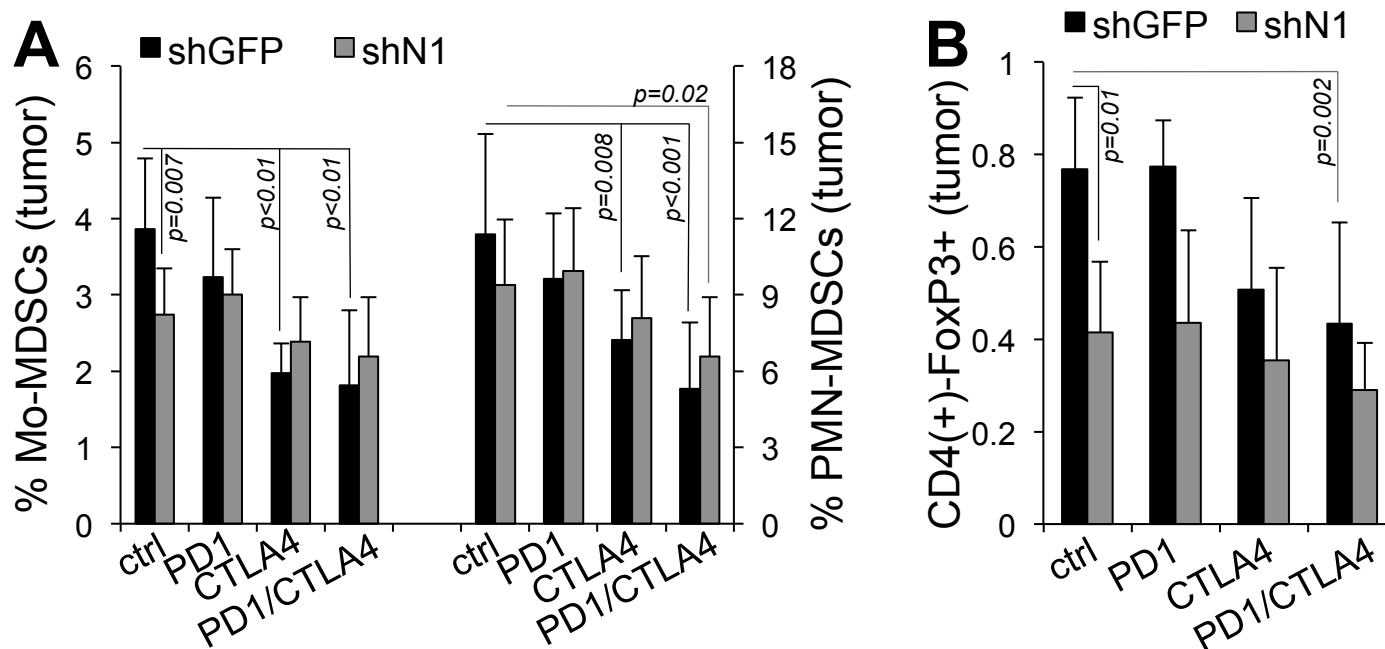 A
shGFP shN1
% Mo-MDSCs (tumor)
6
5
4
3
2
1
0
p=0.007
p<0.01
p<0.01
ctrl
PD1
CTLA4
PD1/CTLA4
p=0.02
p=0.008
p<0.001
ctrl
PD1
CTLA4
PD1/CTLA4
18
15
12
9
6
3
0
% PMN-MDSCs (tumor)
B
shGFP shN1
CD4(+)-FoxP3+ (tumor)
1
0.8
0.6
0.4
0.2
0
p=0.01
p=0.002
ctrl
PD1
CTLA4
PD1/CTLA4